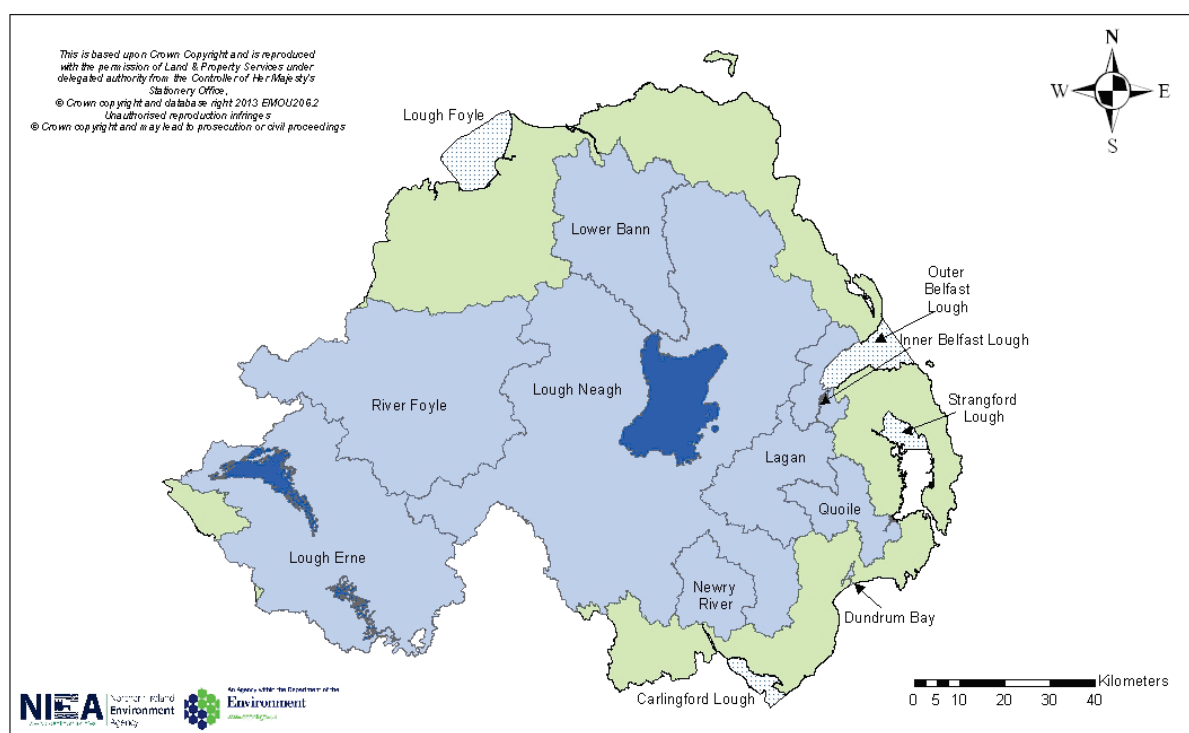 This is based upon Crown Copyright and is reproduced
with the permission of Land & Property Services under
delegated authority from the Controller of Her Majesty's
Stationery Office,
© Crown copyright and database right 2013 EMOU206.2
Unauthorised reproduction infringes
© Crown copyright and may lead to prosecution or civil proceedings
N
W
E
S
Lough Foyle
Lower Bann
Outer
Belfast
Lough
Inner Belfast Lough
Lough Neagh
River Foyle
Strangford
Lough
Lagan
Quoile
Lough Erne
Newry
River
Dundrum Bay
Carlingford Lough
Kilometers
0 5 10 20 30 40
NIEA
Northern Ireland
Environment
Agency
An Agency within the Department of the
Environment